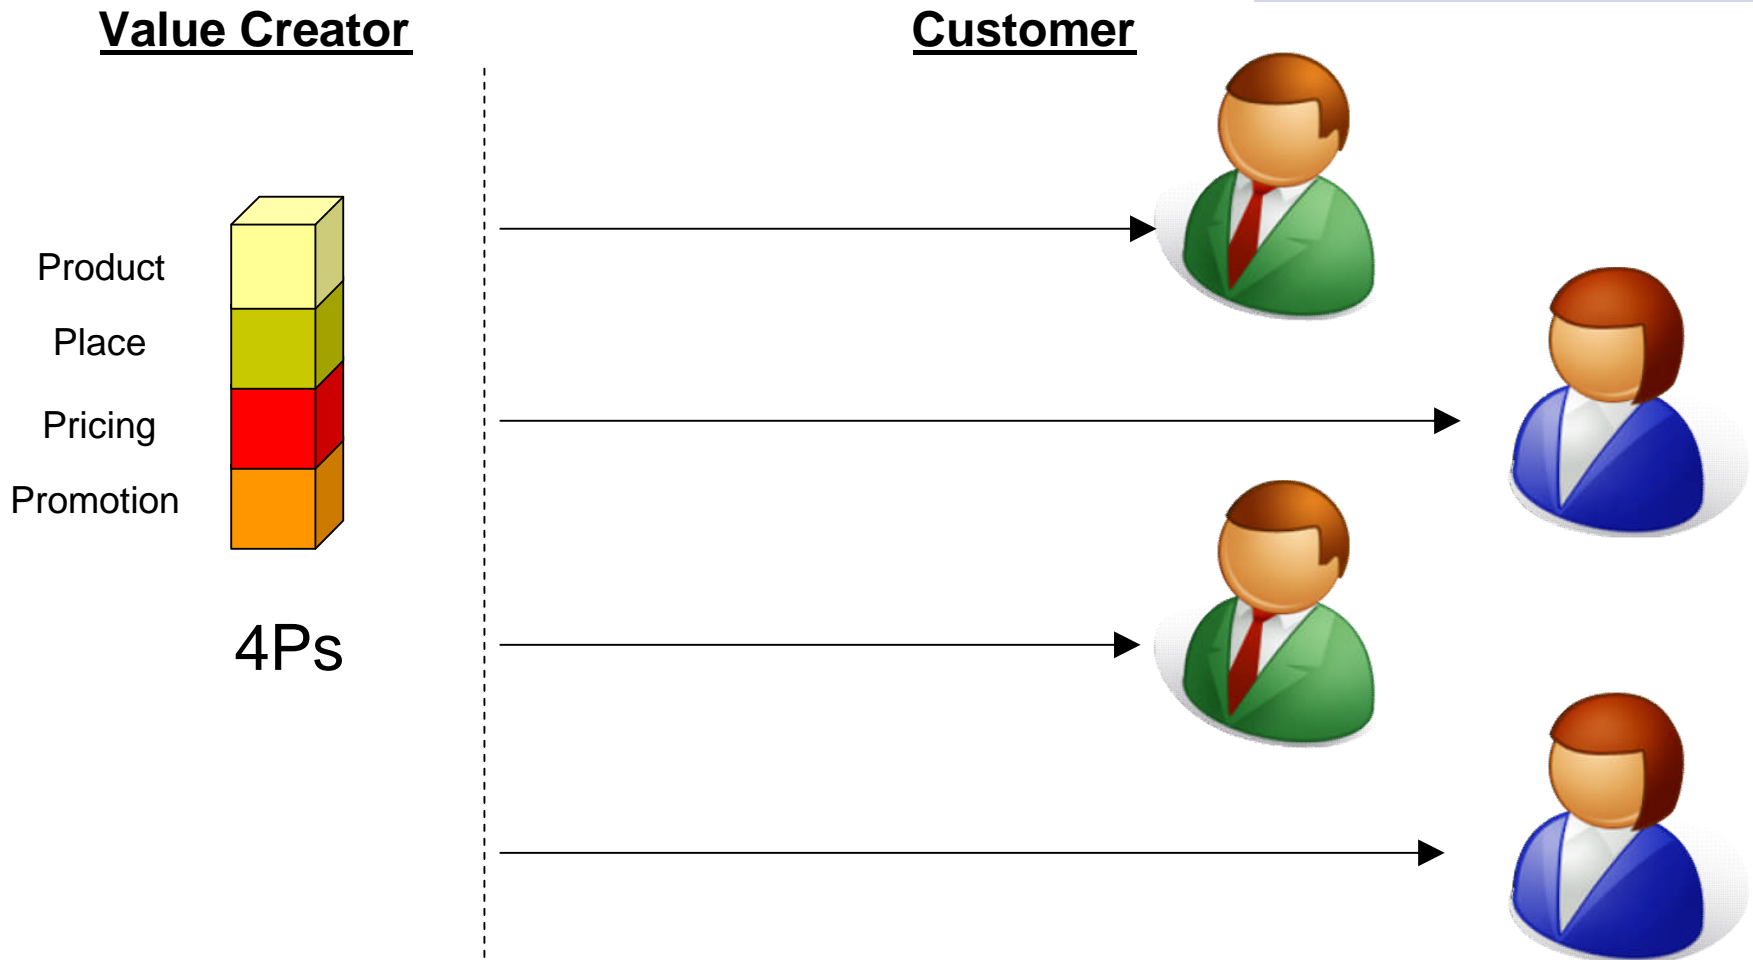 Value Creator
Customer
Product
Place
Pricing
Promotion
4Ps